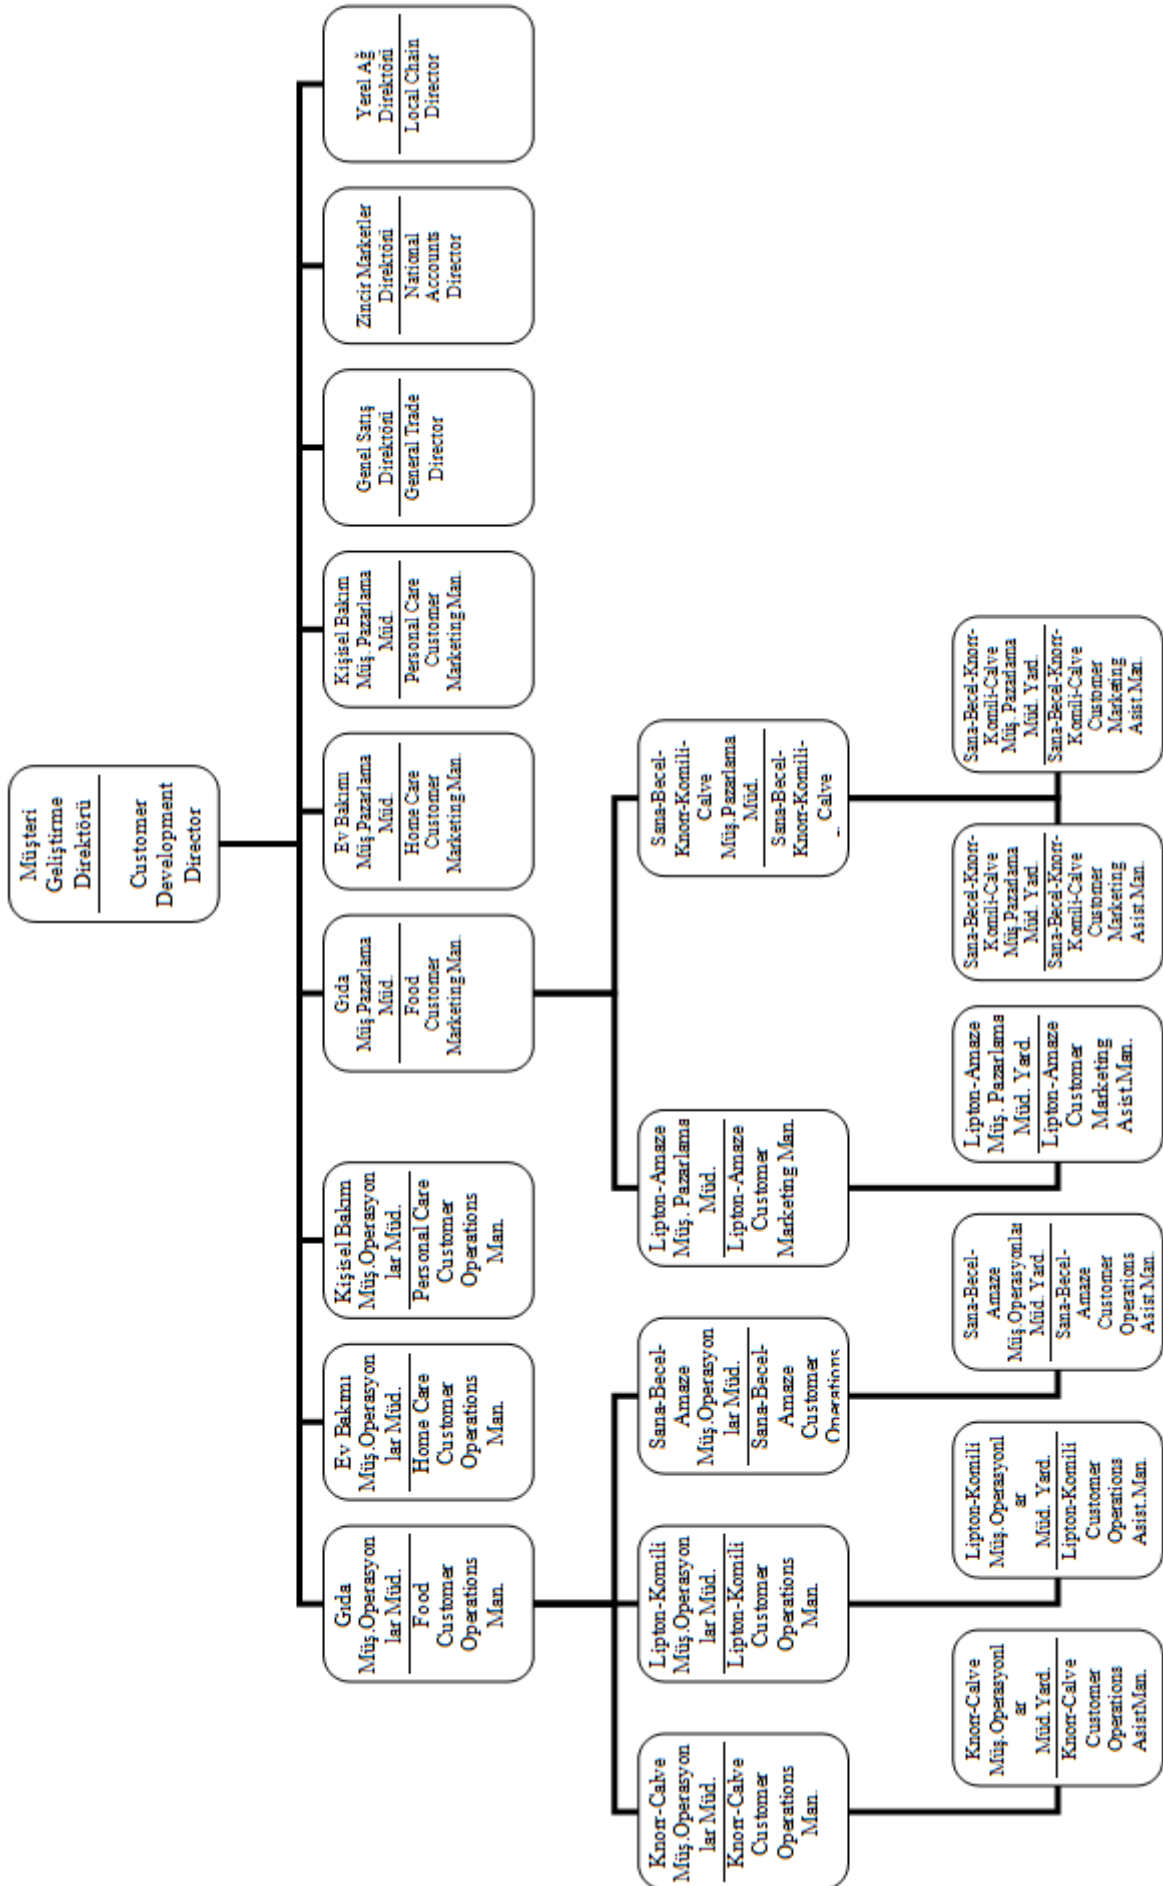 Müşteri
Geliştirme
Direktörü
Customer
Development
Director
Gıda
Müş.Operasyon
lar Müd.
Food
Customer
Operations
Man.
Ev Bakımı
Müş.Operasyon
lar Müd.
Home Care
Customer
Operations
Man.
Kişisel Bakım
Müş.Operasyon
lar Müd.
Personal Care
Customer
Operations
Man.
Gıda
Müş.Pazarlama
Müd.
Food
Customer
Marketing Man.
Ev Bakımı
Müş.Pazarlama
Müd.
Home Care
Customer
Marketing Man.
Kişisel Bakım
Müş. Pazarlama
Müd.
Personal Care
Customer
Marketing Man.
Genel Satış
Direktöni
General Trade
Director
Zincir Marketler
Direktöni
National
Accounts
Director
Yerel Ağ
Direktöni
Local Chain
Director
Knorr-Calve
Müş.Operasyon
lar Müd.
Knorr-Calve
Customer
Operations
Man.
Lipton-Komili
Müş.Operasyon
lar Müd.
Lipton-Komili
Customer
Operations
Man.
Sana-Becel-
Amaze
Müş.Operasyon
lar Müd.
Sana-Becel-
Amaze
Customer
Operations
Lipton-Amaze
Müş. Pazarlama
Müd.
Lipton-Amaze
Customer
Marketing Man.
Sana-Becel-
Knorr-Komili-
Calve
Müş.Pazarlama
Müd.
Sana-Becel-
Knorr-Komili-
Calve
Knorr-Calve
Müş.Operasyonl
ar
Müd.Yard.
Knorr-Calve
Customer
Operations
AsistMan.
Lipton-Komili
Müş.Operasyonl
ar
Müd. Yard.
Lipton-Komili
Customer
Operations
Asist.Man.
Sana-Becel-
Amaze
Müş.Operasyonlar
Müd. Yard.
Sana-Becel-
Amaze
Customer
Operations
Asist.Man.
Lipton-Amaze
Müş. Pazarlama
Müd. Yard.
Lipton-Amaze
Customer
Marketing
Asist.Man.
Sana-Becel-Knorr-
Komili-Calve
Müş.Pazarlama
Müd. Yard.
Sana-Becel-Knorr-
Komili-Calve
Customer
Marketing
Asist.Man.
Sana-Becel-Knorr-
Komili-Calve
Müş.Pazarlama
Müd. Yard.
Sana-Becel-Knorr-
Komili-Calve
Customer
Marketing
Asist.Man.